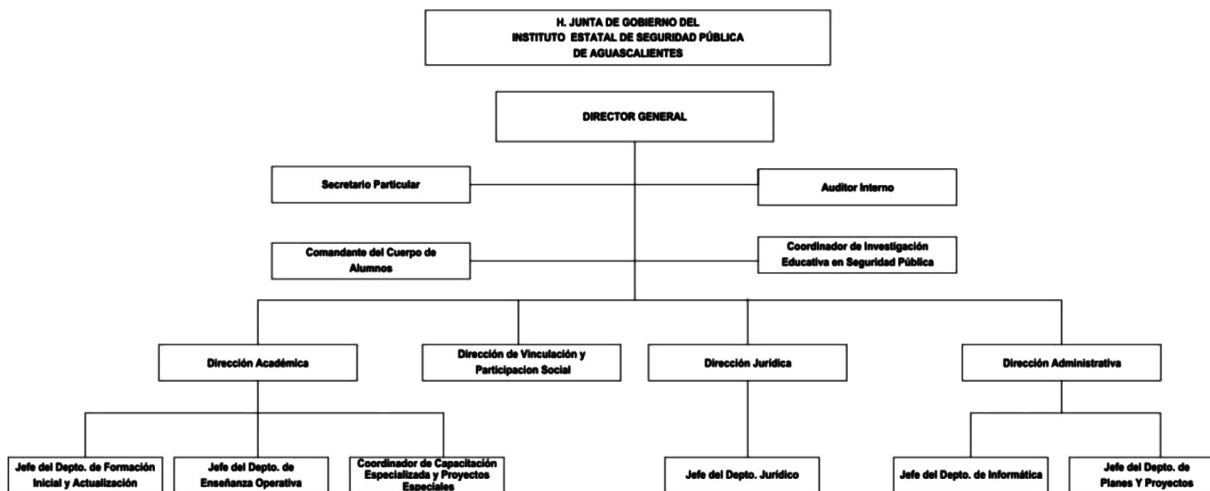 H. JUNTA DE GOBIERNO DEL
INSTITUTO ESTATAL DE SEGURIDAD PÚBLICA
DE AGUASCALIENTES
DIRECTOR GENERAL
Secretario Particular
Auditor Interno
Comandante del Cuerpo de
Alumnos
Coordinador de Investigación
Educativa en Seguridad Pública
Dirección Académica
Dirección de Vinculación y
Participacion Social
Dirección Jurídica
Dirección Administrativa
Jefe del Depto. de Formación
Inicial y Actualización
Jefe del Depto. de
Enseñanza Operativa
Coordinador de Capacitación
Especializada y Proyectos
Especiales
Jefe del Depto. Jurídico
Jefe del Depto. de Informática
Jefe del Depto. de
Planes Y Proyectos